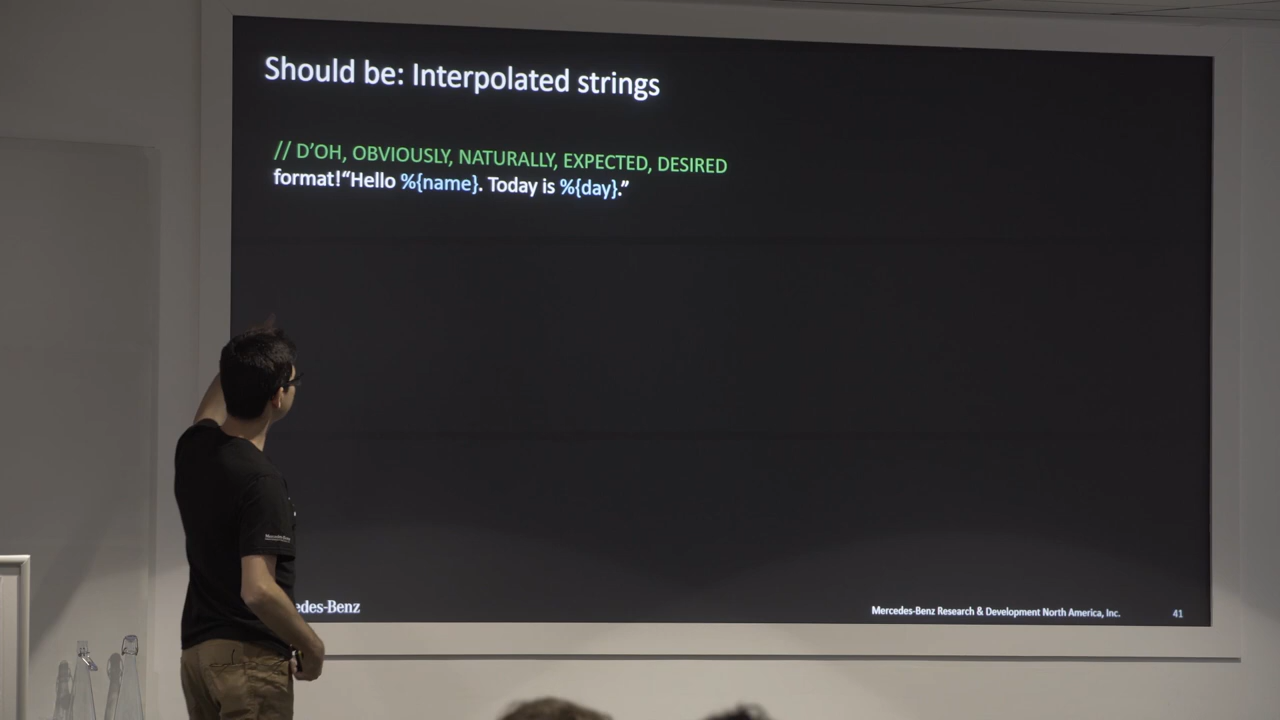 Should be: Interpolated strings
// D’OH, OBVIOUSLY, NATURALLY, EXPECTED, DESIRED
format!“Hello %{name}. Today is %{day}.”
edes-Benz
Mercedes-Benz Research & Development North America, Inc.
41